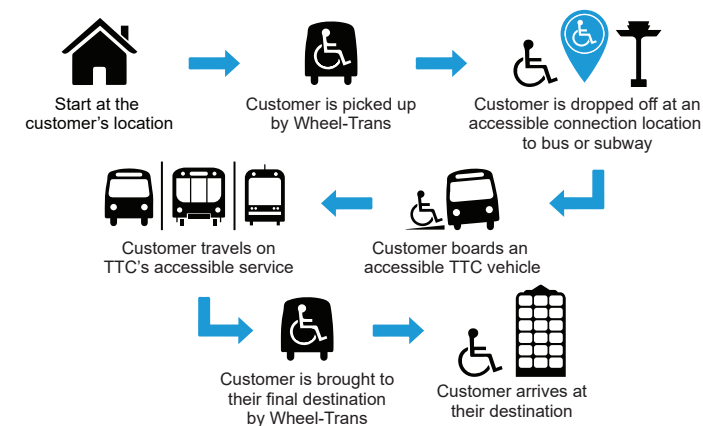 Start at the
customer's location
Customer is picked up
by Wheel-Trans
Customer is dropped off at an
accessible connection location
to bus or subway
Customer boards an
accessible TTC vehicle
Customer travels on
TTC's accessible service
Customer is brought to
their final destination
by Wheel-Trans
Customer arrives at
their destination